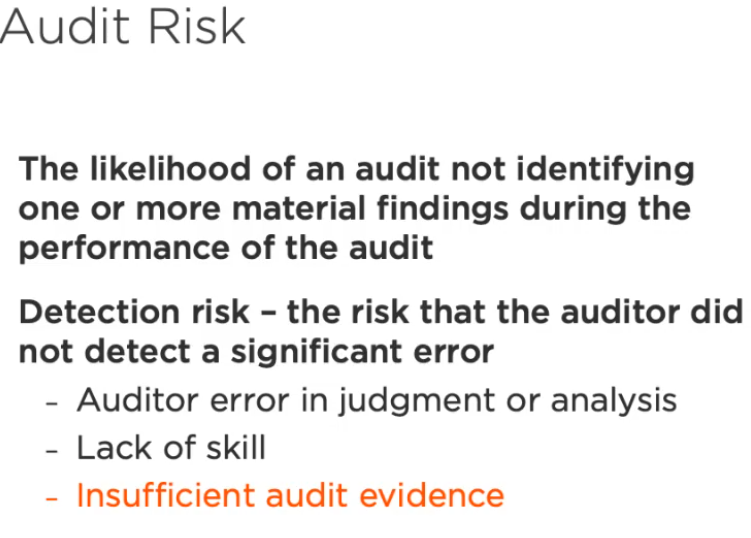 Audit Risk
The likelihood of an audit not identifying
one or more material findings during the
performance of the audit
Detection risk – the risk that the auditor did
not detect a significant error
- Auditor error in judgment or analysis
- Lack of skill
- Insufficient audit evidence